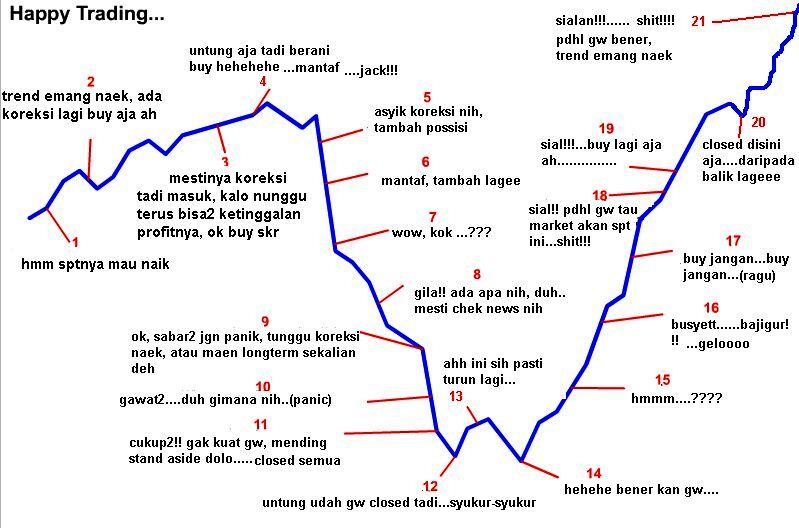 Happy Trading...
1
hmm sptnya mau naik
2
trend emang naek, ada
koreksi lagi buy aja ah
3
mestinya koreksi
tadi masuk, kalo nunggu
terus bisa2 ketinggalan
profitnya, ok buy skr
untung aja tadi berani
buy hehehehe ...mantaf ....jack!!!
4
5
asyik koreksi nih,
tambah possisi
6
mantaf, tambah lagee
7
wow, kok ...???
8
gila!! ada apa nih, duh..
mesti chek news nih
9
ok, sabar2 jgn panik, tunggu koreksi
naek, atau maen longterm sekalian
deh
10
gawat2....duh gimana nih..(panic)
11
cukup2!! gak kuat gw, mending
stand aside dolo.....closed semua
12
untung udah gw closed tadi...syukur-syukur
ahh ini sih pasti
turun lagi...
13
14
hehehe bener kan gw....
15
hmmm....????
16
busyett......bajigur!
!! ...geloooo
17
buy jangan...buy
jangan...(ragu)
18
sial!! pdhl gw tau
market akan spt
ini...shit!!!
19
sial!!!...buy lagi aja
ah...............
20
closed disini
aja....daripada
balik lageee
21
sialan!!!...... shit!!!!
pdhl gw bener,
trend emang naek